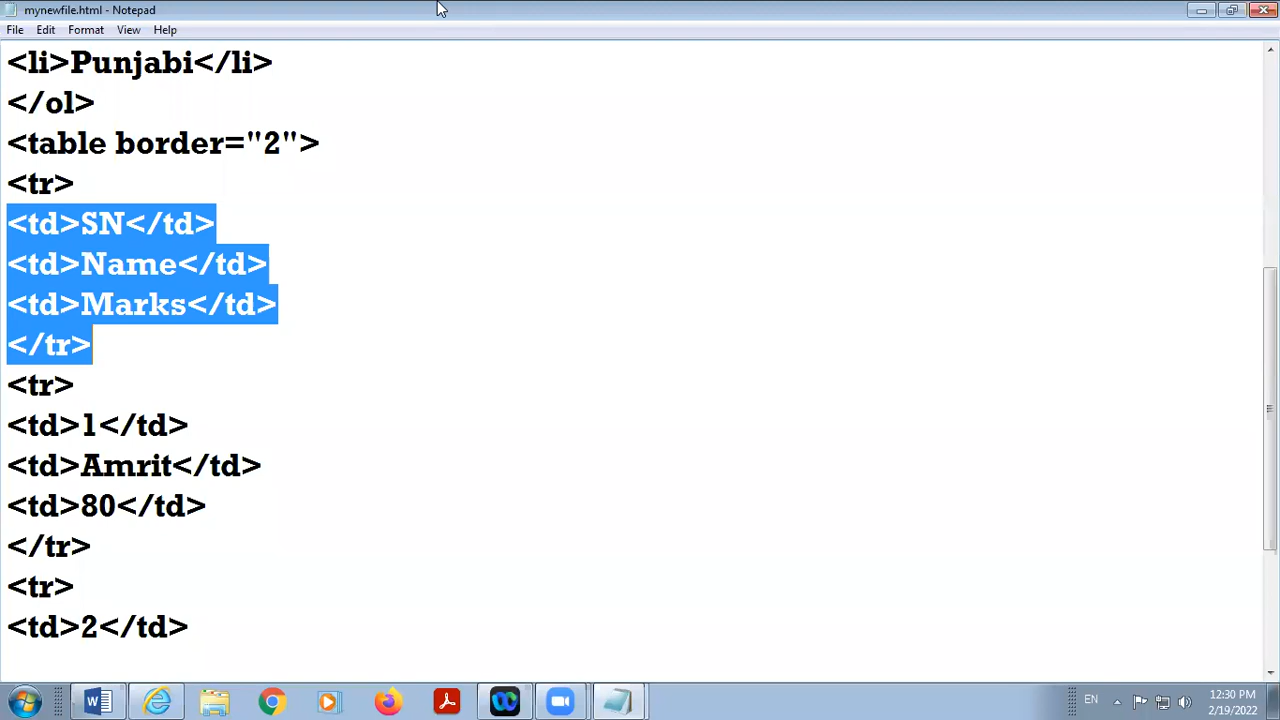 mynewfile.html - Notepad
File Edit Format View Help
<li>Punjabi</li>
</ol>
<table border="2">
<tr>
<td>SN</td>
<td>Name</td>
<td>Marks</td>
</tr>
<tr>
<td>1</td>
<td>Amrit</td>
<td>80</td>
</tr>
<tr>
<td>2</td>
EN
12:30 PM
2/19/2022